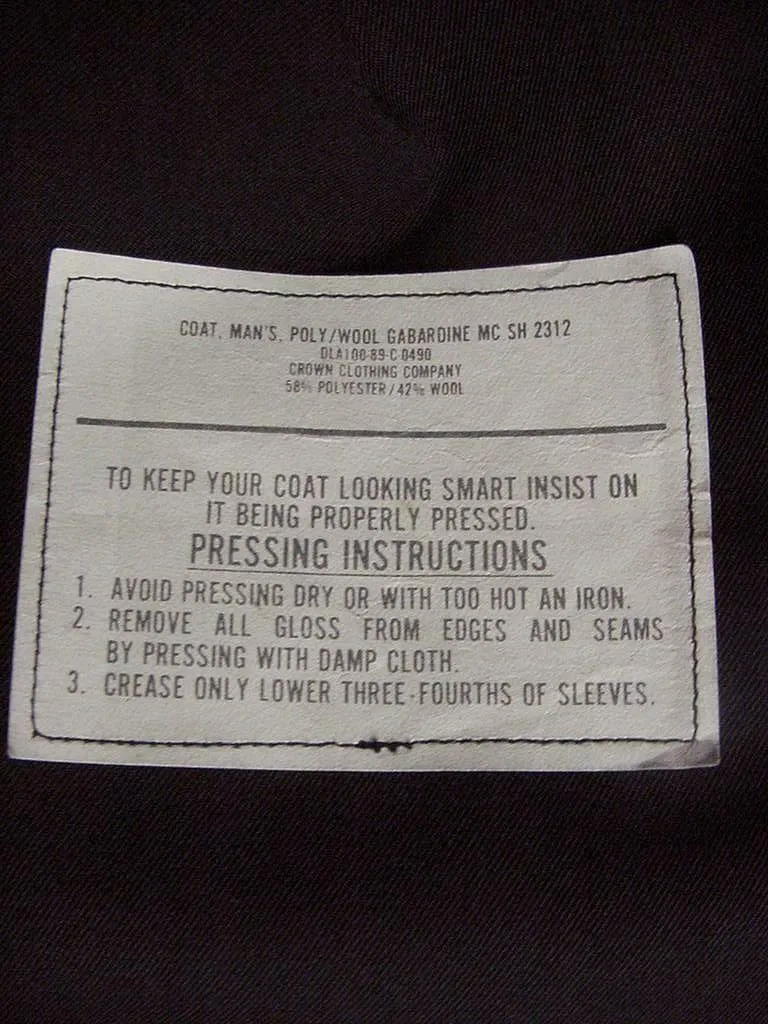 COAT, MAN'S, POLY/WOOL GABARDINE MC SH 2312
DLA100-89-C-0490
CROWN CLOTHING COMPANY
58% POLYESTER/42% WOOL
TO KEEP YOUR COAT LOOKING SMART INSIST ON
IT BEING PROPERLY PRESSED.
PRESSING INSTRUCTIONS
1. AVOID PRESSING DRY OR WITH TOO HOT AN IRON.
2. REMOVE ALL GLOSS FROM EDGES AND SEAMS
BY PRESSING WITH DAMP CLOTH.
3. CREASE ONLY LOWER THREE-FOURTHS OF SLEEVES.